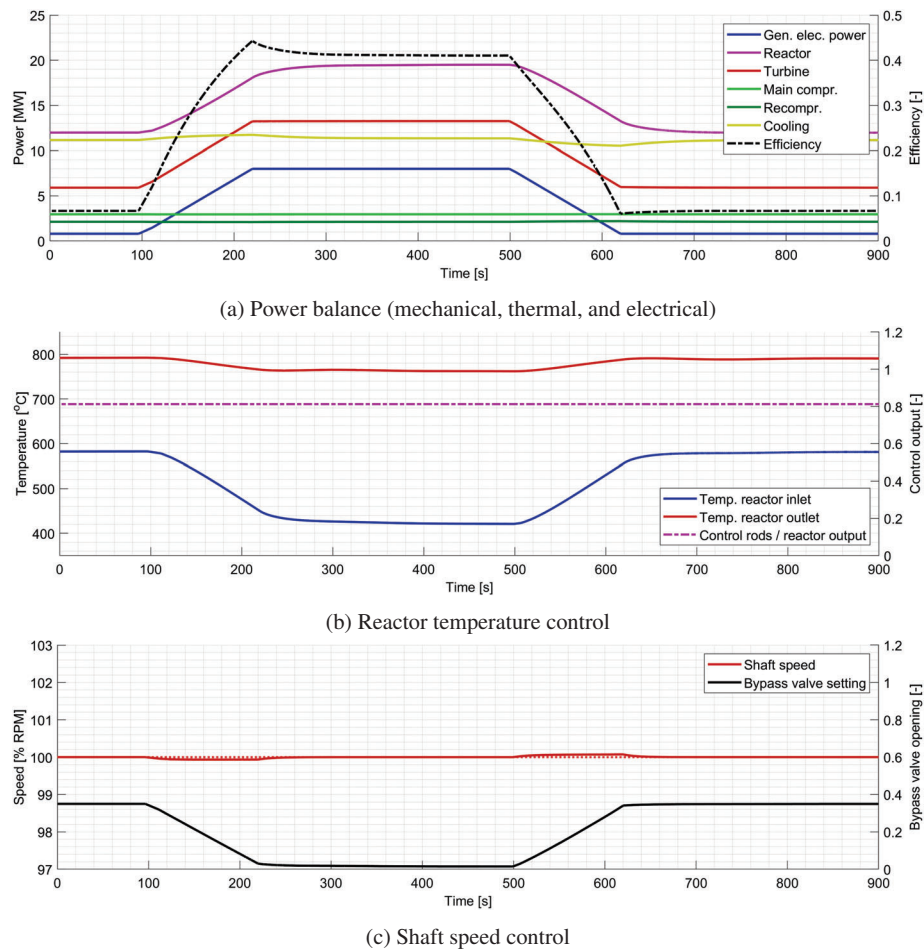 25
20
15
10
5
0
Power [MW]
0.5
0.4
0.3
0.2
0.1
0
Efficiency [-]
Gen. elec. power
Reactor
Turbine
Main compr.
Recompr.
Cooling
Efficiency
0 100 200 300 400 500 600 700 800 900
Time [s]
(a) Power balance (mechanical, thermal, and electrical)
800
700
600
500
400
Temperature [°C]
1.2
1
0.8
0.6
0.4
0.2
0
Control output [-]
Temp. reactor inlet
Temp. reactor outlet
Control rods / reactor output
0 100 200 300 400 500 600 700 800 900
Time [s]
(b) Reactor temperature control
103
102
101
100
99
98
97
Speed [% RPM]
1.2
1
0.8
0.6
0.4
0.2
0
Bypass valve opening [-]
Shaft speed
Bypass valve setting
0 100 200 300 400 500 600 700 800 900
Time [s]
(c) Shaft speed control